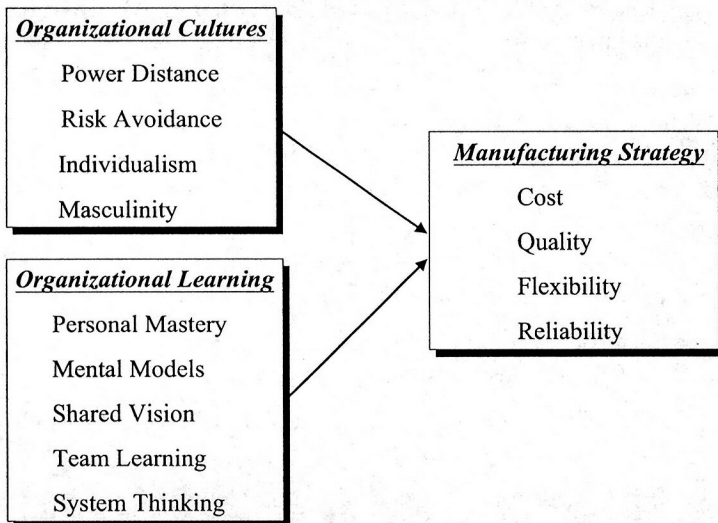 Organizational Cultures
Power Distance
Risk Avoidance
Individualism
Masculinity
Organizational Learning
Personal Mastery
Mental Models
Shared Vision
Team Learning
System Thinking
Manufacturing Strategy
Cost
Quality
Flexibility
Reliability